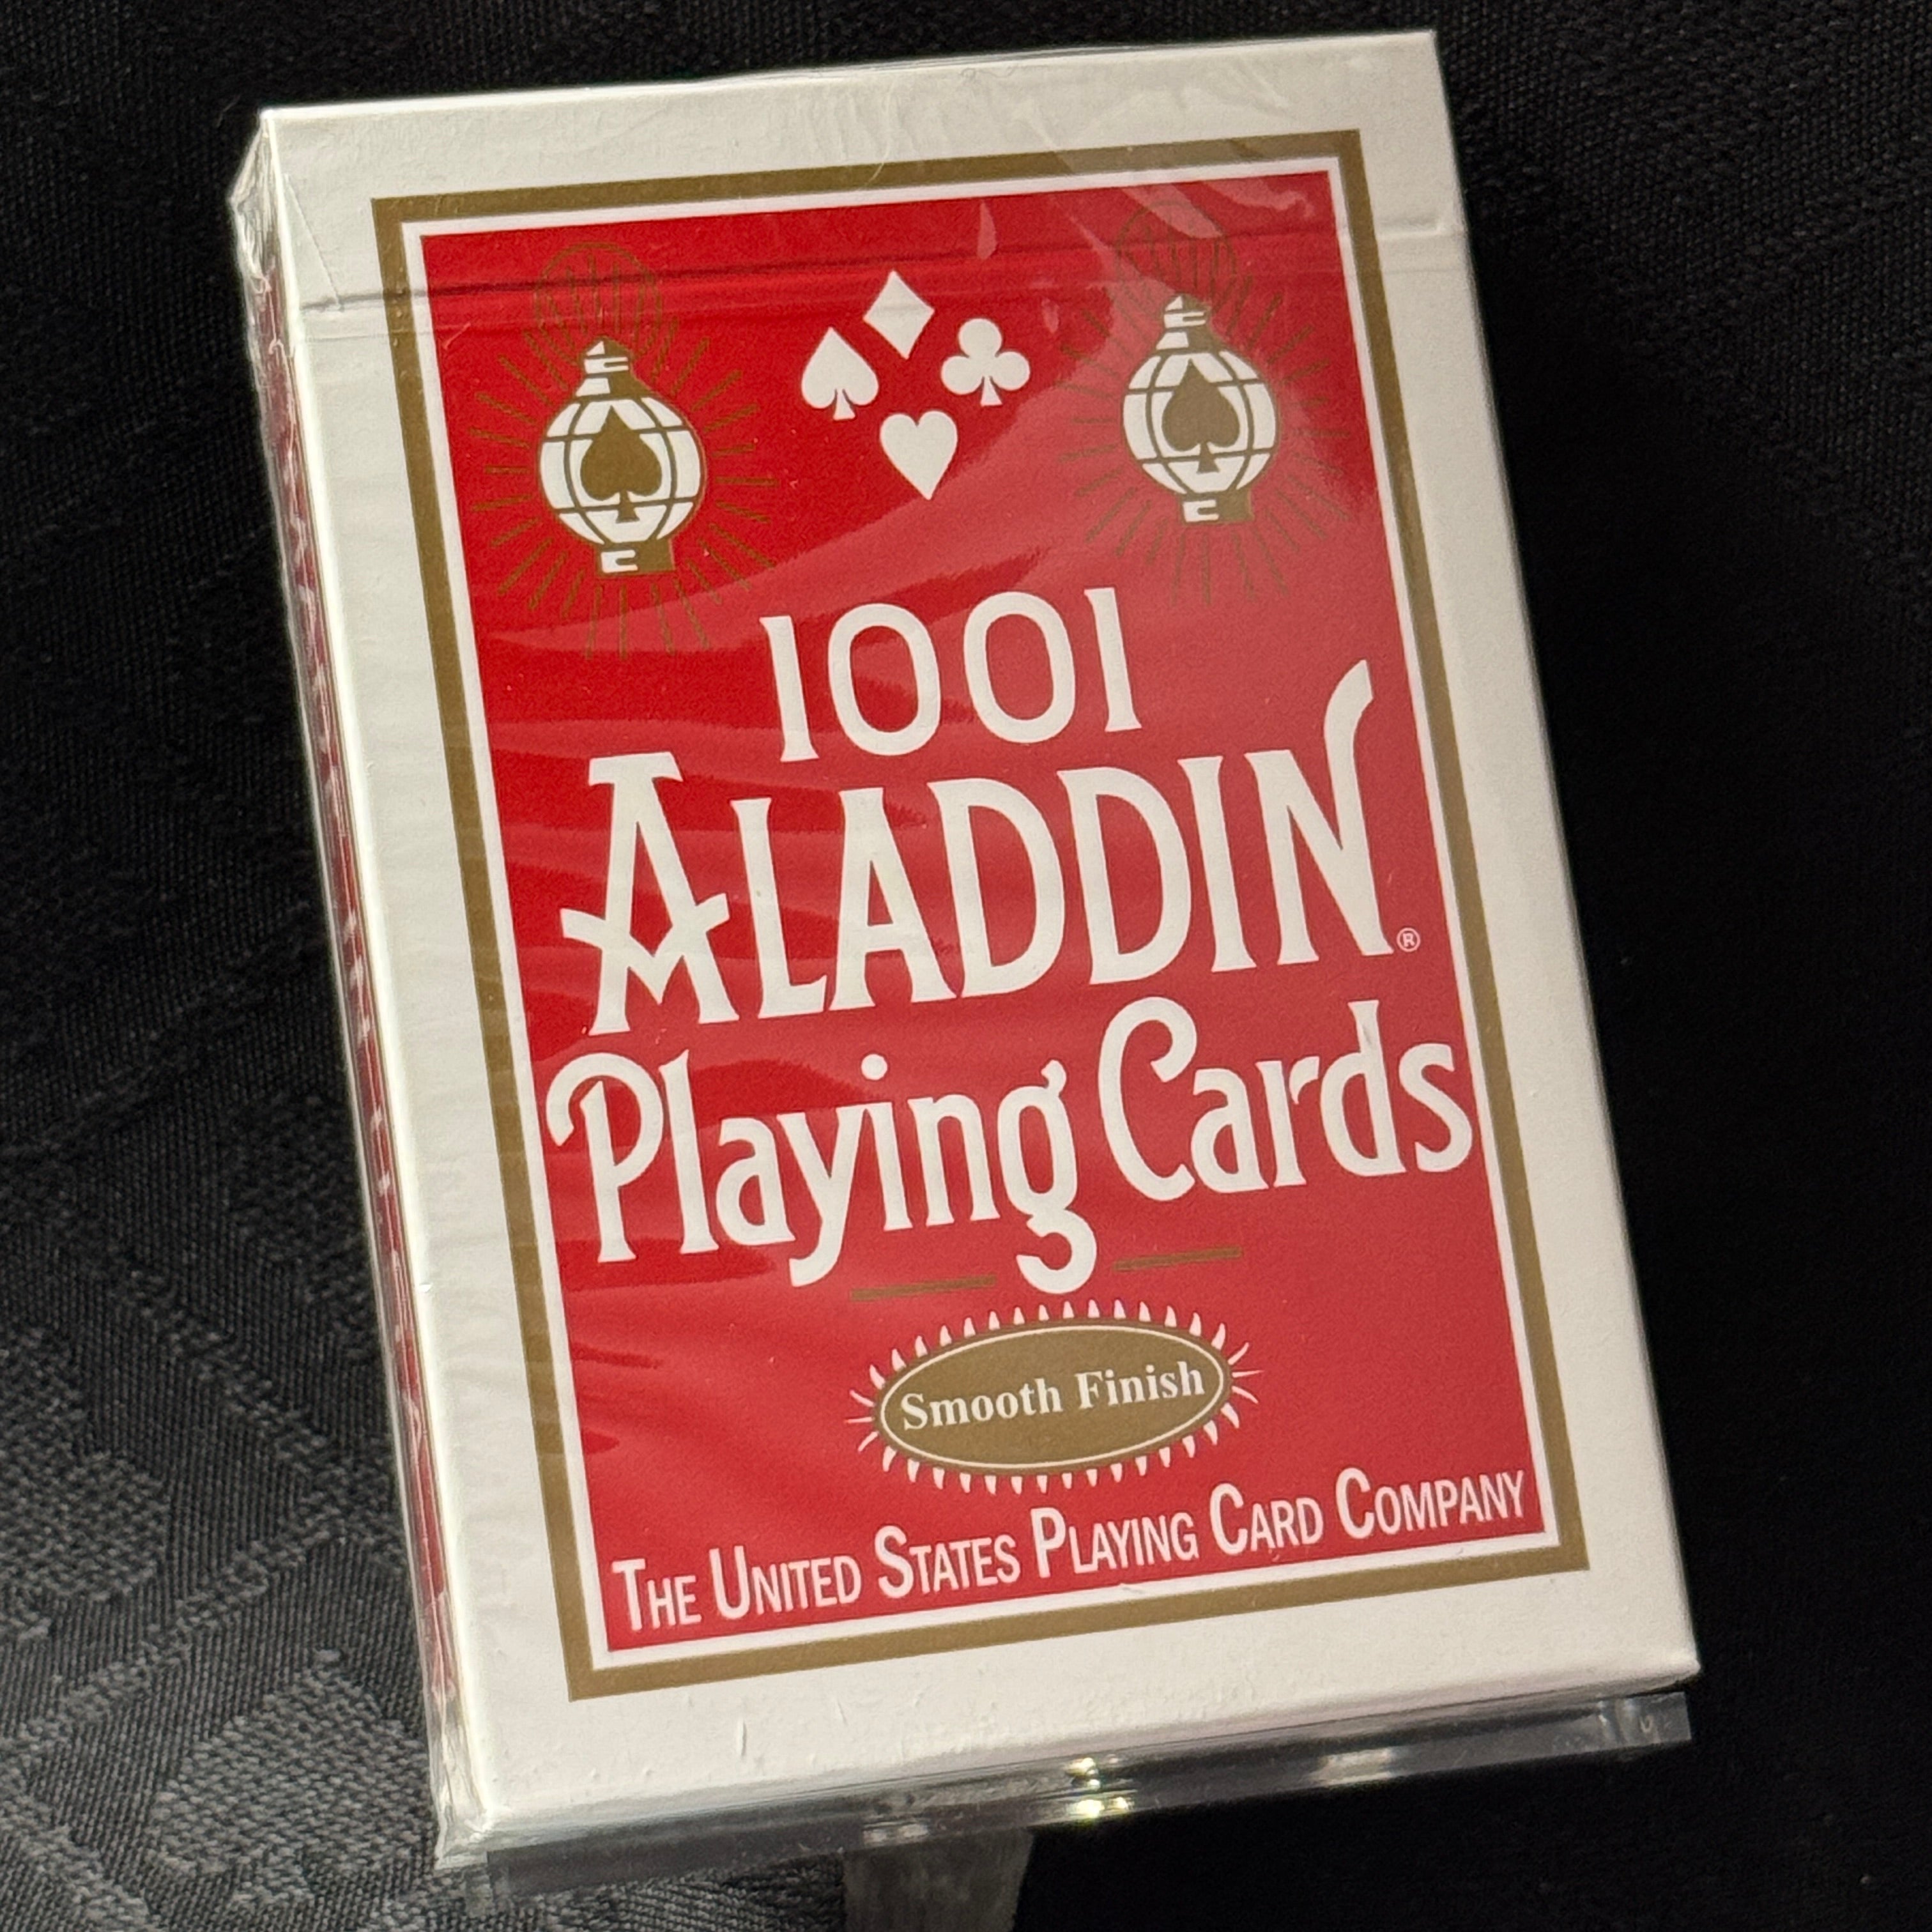 1001
ALADDIN®
Playing Cards
Smooth Finish
THE UNITED STATES PLAYING CARD COMPANY